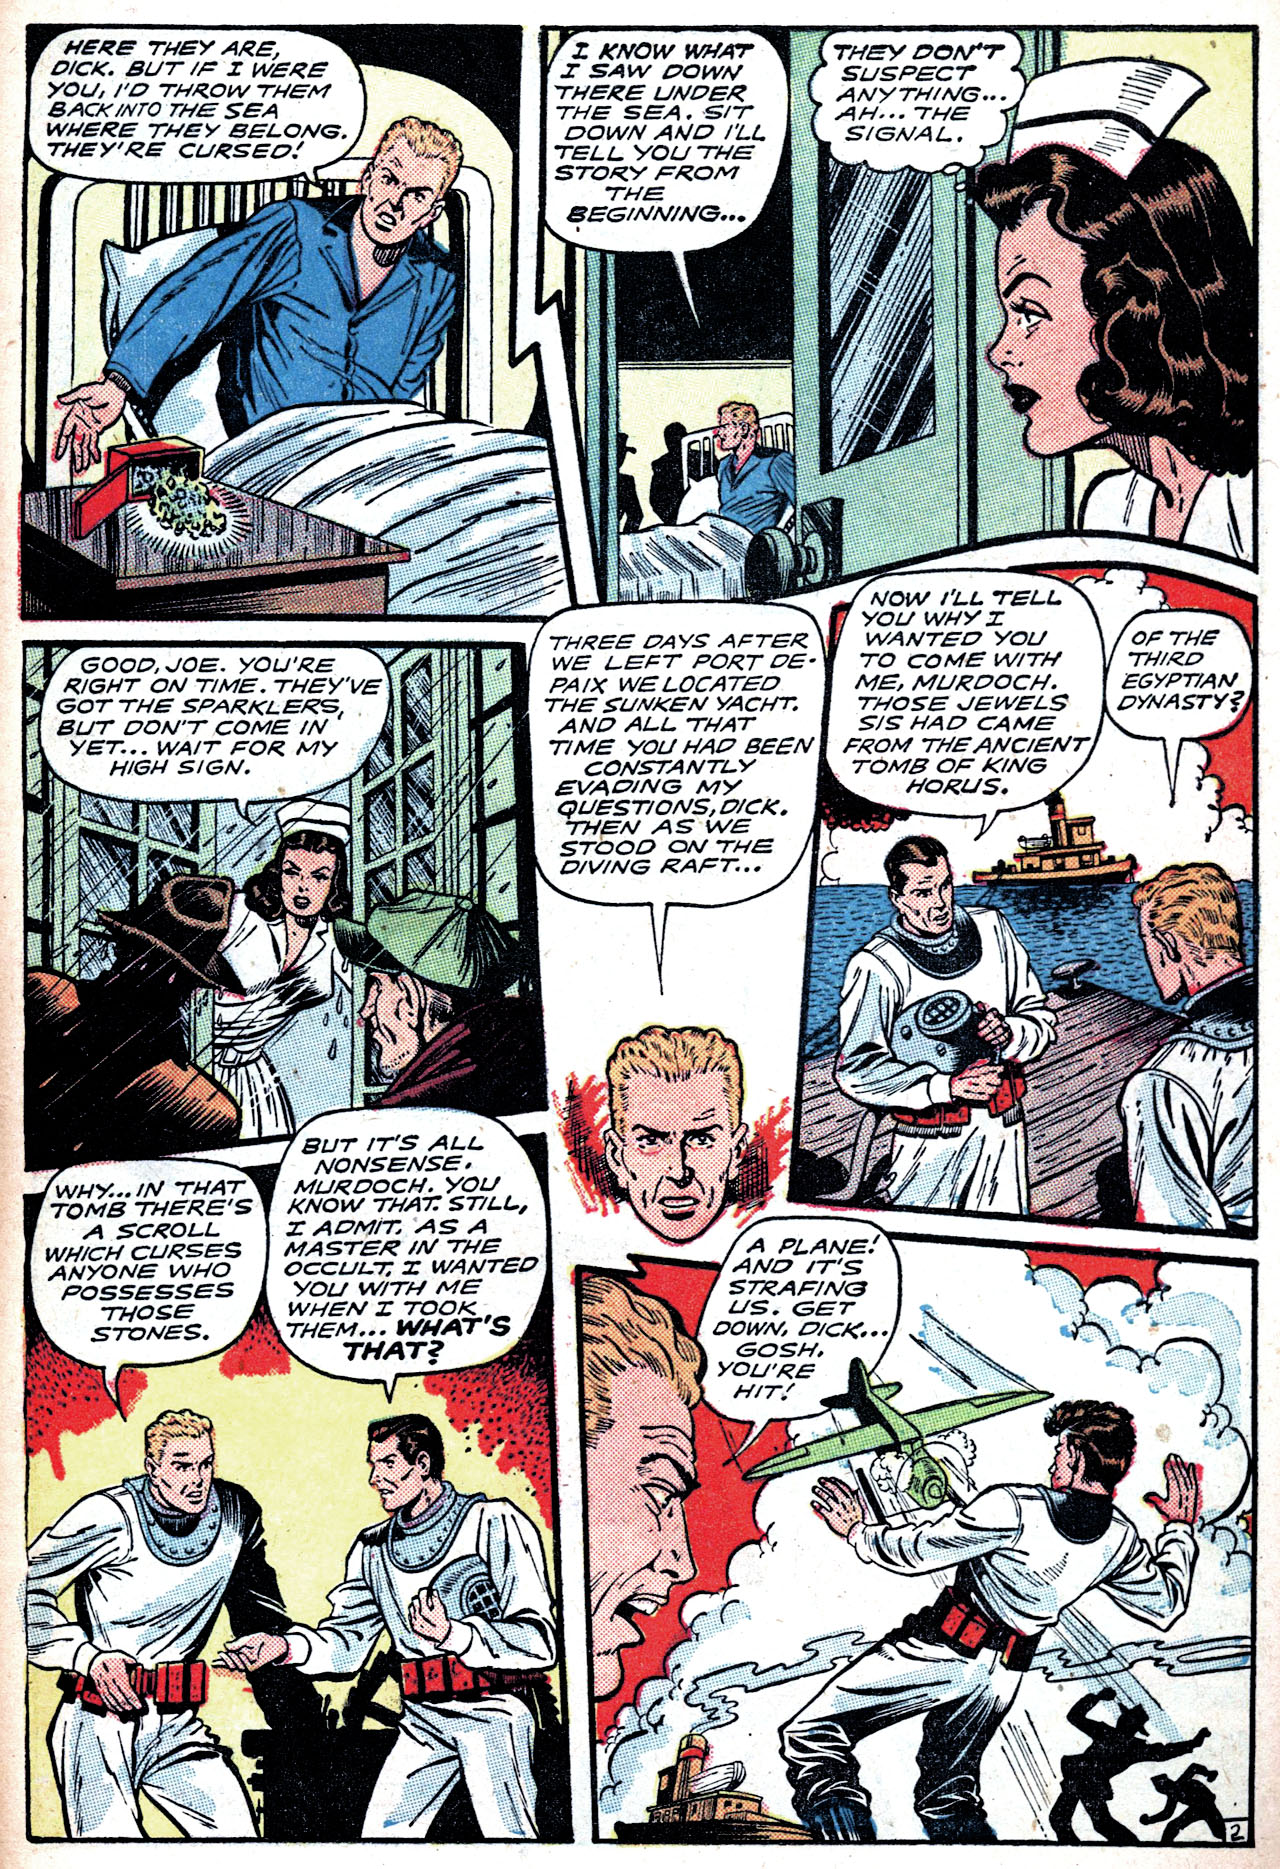 HERE THEY ARE,
DICK. BUT IF I WERE
YOU, I'D THROW THEM
BACK INTO THE SEA
WHERE THEY BELONG.
THEY'RE CURSED!
I KNOW WHAT
I SAW DOWN
THERE UNDER
THE SEA. SIT
DOWN AND I'LL
TELL YOU THE
STORY FROM
THE
BEGINNING...
THEY DON'T
SUSPECT
ANYTHING...
AH... THE
SIGNAL.
GOOD, JOE. YOU'RE
RIGHT ON TIME. THEY'VE
GOT THE SPARKLERS,
BUT DON'T COME IN
YET... WAIT FOR MY
HIGH SIGN.
THREE DAYS AFTER
WE LEFT PORT DE-
PAIX WE LOCATED
THE SUNKEN YACHT.
AND ALL THAT
TIME YOU HAD BEEN
CONSTANTLY
EVADING MY
QUESTIONS, DICK.
THEN AS WE
STOOD ON THE
DIVING RAFT...
NOW I'LL TELL
YOU WHY I
WANTED YOU
TO COME WITH
ME, MURDOCH.
THOSE JEWELS
SIS HAD CAME
FROM THE ANCIENT
TOMB OF KING
HORUS.
OF THE
THIRD
EGYPTIAN
DYNASTY?
WHY... IN THAT
TOMB THERE'S
A SCROLL
WHICH CURSES
ANYONE WHO
POSSESSES
THOSE
STONES.
BUT IT'S ALL
NONSENSE,
MURDOCH. YOU
KNOW THAT. STILL,
I ADMIT, AS A
MASTER IN THE
OCCULT, I WANTED
YOU WITH ME
WHEN I TOOK
THEM... WHAT'S
THAT?
A PLANE!
AND IT'S
STRAFING
US. GET
DOWN, DICK...
GOSH,
YOU'RE
HIT!
2